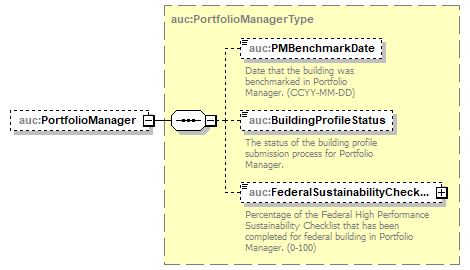 auc:PortfolioManagerType
auc:PMBenchmarkDate
Date that the building was
benchmarked in Portfolio
Manager. (CCYY-MM-DD)
auc:PortfolioManager
auc:BuildingProfileStatus
The status of the building profile
submission process for Portfolio
Manager.
auc:FederalSustainabilityCheck...
Percentage of the Federal High Performance
Sustainability Checklist that has been
completed for federal building in Portfolio
Manager. (0-100)